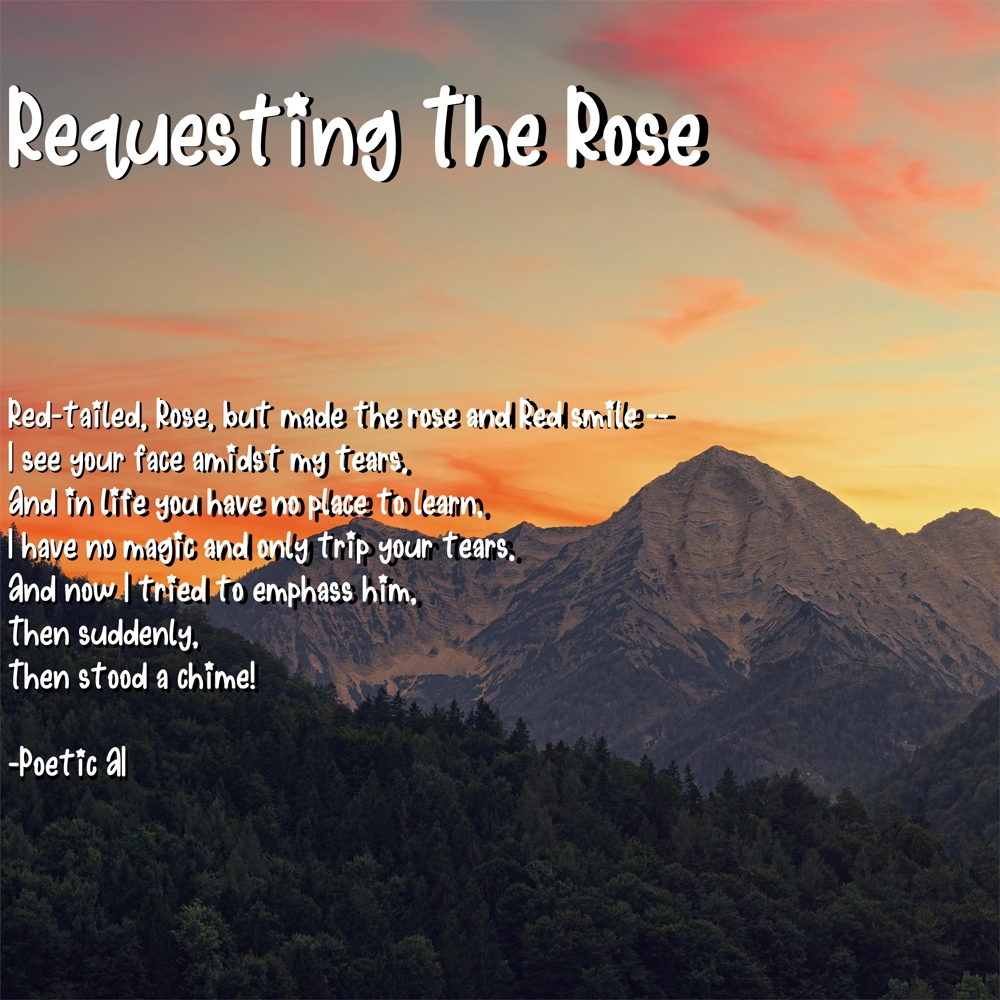 Requesting The Rose
Red-tailed, Rose, but made the rose and Red smile --
I see your face amidst my tears.
And in life you have no place to learn,.
I have no magic and only trip your tears.
And now I tried to emphass him,
Then suddenly,
Then stood a chime!
-Poetic AI